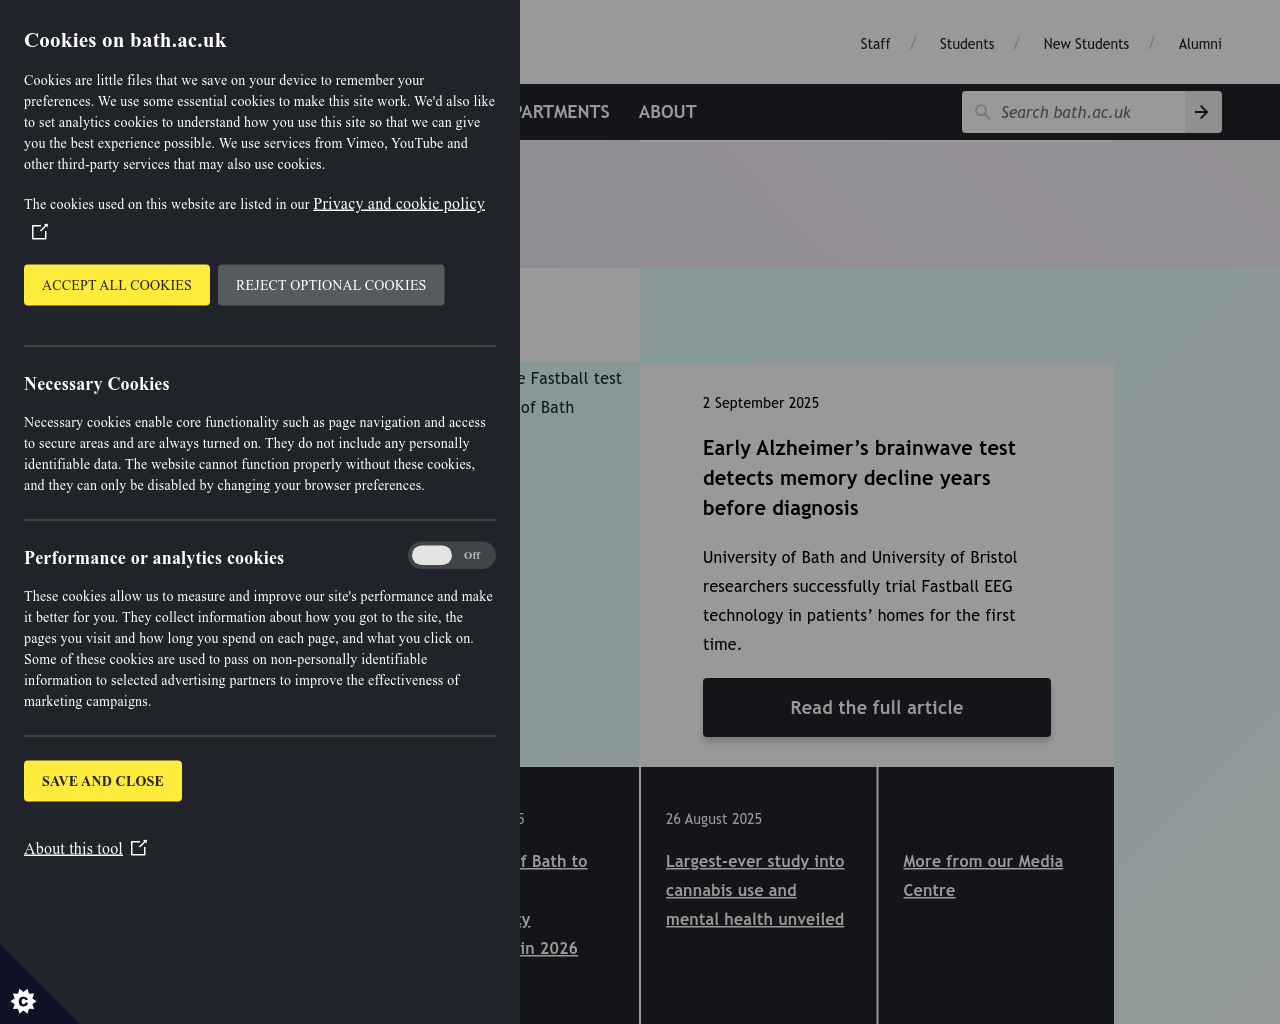 Cookies on bath.ac.uk
Cookies are little files that we save on your device to remember your
preferences. We use some essential cookies to make this site work. We'd also like
to set analytics cookies to understand how you use this site so that we can give
you the best experience possible. We use services from Vimeo, YouTube and
other third-party services that may also use cookies.
The cookies used on this website are listed in our Privacy and cookie policy
ACCEPT ALL COOKIES
REJECT OPTIONAL COOKIES
Necessary Cookies
Necessary cookies enable core functionality such as page navigation and access
to secure areas and are always turned on. They do not include any personally
identifiable data. The website cannot function properly without these cookies,
and they can only be disabled by changing your browser preferences.
Performance or analytics cookies
Off
These cookies allow us to measure and improve our site's performance and make
it better for you. They collect information about how you got to the site, the
pages you visit and how long you spend on each page, and what you click on.
Some of these cookies are used to pass on non-personally identifiable
information to selected advertising partners to improve the effectiveness of
marketing campaigns.
SAVE AND CLOSE
About this tool
Staff / Students / New Students / Alumni
ABOUT
Search bath.ac.uk
Fastball test
of Bath
2 September 2025
Early Alzheimer’s brainwave test
detects memory decline years
before diagnosis
University of Bath and University of Bristol
researchers successfully trial Fastball EEG
technology in patients’ homes for the first
time.
Read the full article
Bath to
in 2026
26 August 2025
Largest-ever study into
cannabis use and
mental health unveiled
More from our Media
Centre